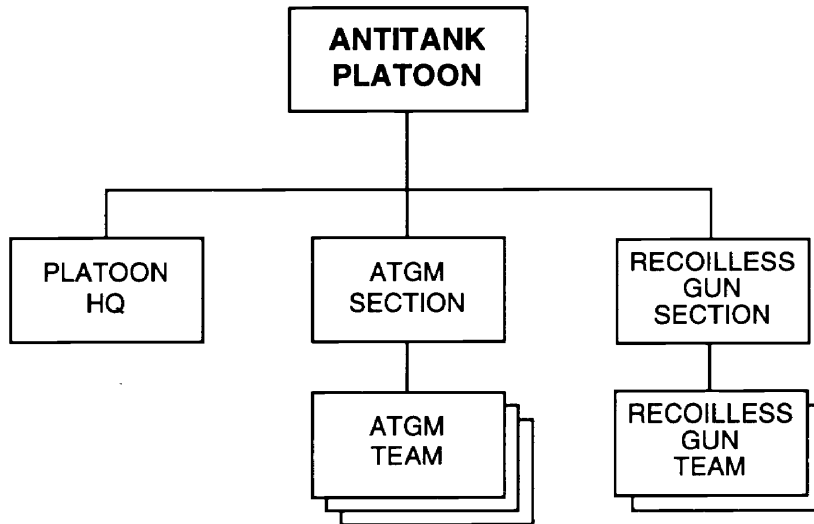 ANTITANK
PLATOON
PLATOON
HQ
ATGM
SECTION
RECOILLESS
GUN
SECTION
ATGM
TEAM
RECOILLESS
GUN
TEAM